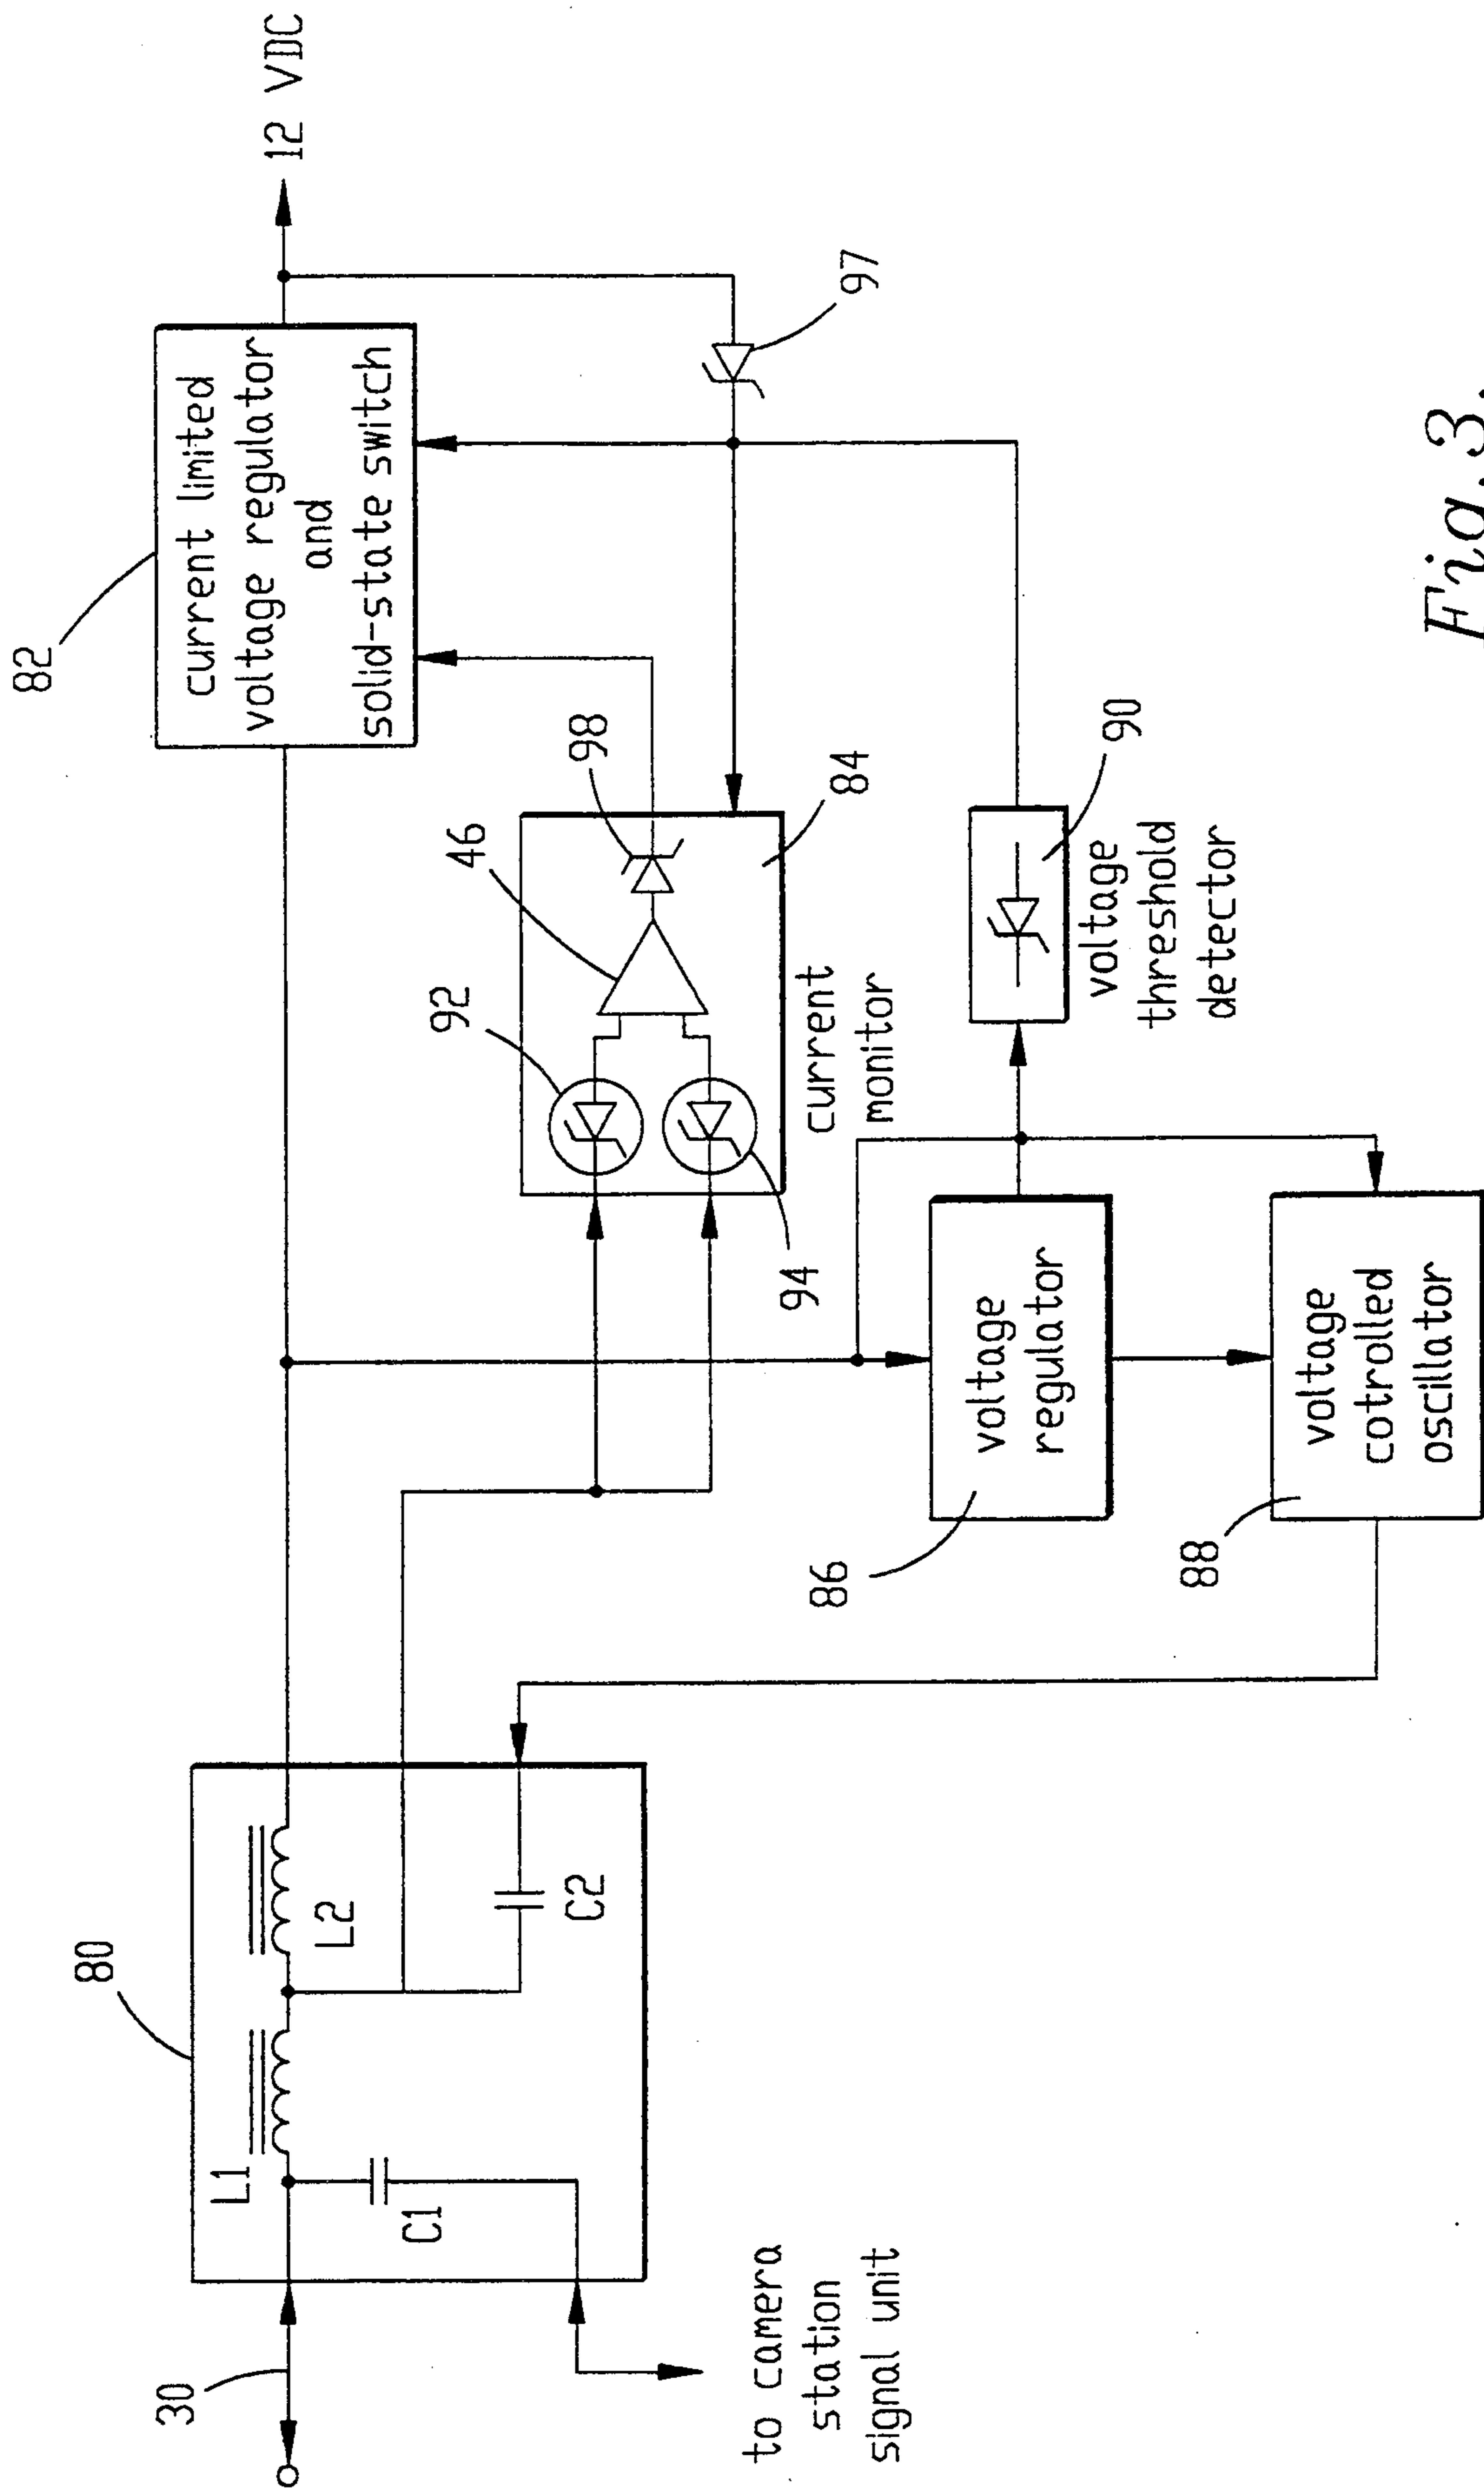 30
80
L1
C1
L2
C2
to camera
station
signal unit
82
current limited
voltage regulator
and
solid-state switch
12 VDC
92
46
98
94
84
current
monitor
97
86
voltage
regulator
90
voltage
threshold
detector
88
voltage
cotrolled
oscillator
Fig.3.